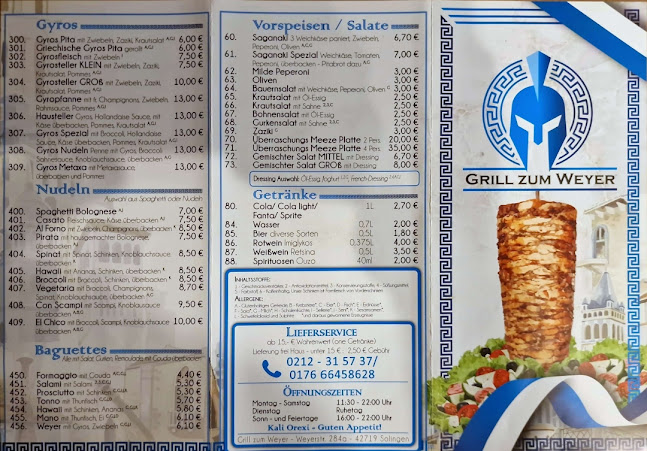 Gyros
300. Gyros Pita mit Zwiebeln, Zaziki, Krautsalat A,G 6,00 €
301. Griechische Gyros Pita gerollt A,G 6,00 €
302. Gyrosfleisch mit Zwiebeln 7,50 €
303. Gyrosteller KLEIN mit Zwiebeln, Zaziki, 7,50 €
Krautsalat, Pommes
304. Gyrosteller GROß mit Zwiebeln, Zaziki, 10,00 €
Krautsalat, Pommes
305. Gyropfanne mit k. Champignons, Zwiebeln, 13,00 €
Rahmsauce, Pommes
306. Hausteller Gyros, Hollandaise Sauce, mit 13,00 €
Käse überbacken, Pommes, Krautsalat
307. Gyros Spezial mit Broccoli, Hollandaise 13,00 €
Sauce, Käse überbacken, Pommes, Krautsalat
308. Gyros Nudeln Penne mit Gyros, Broccoli 13,00 €
Sahnesauce, Knoblauchsauce, überbacken
309. Gyros Metaxa mit Metaxasauce, 13,00 €
überbacken und Pommes
Nudeln
Auswahl aus Spaghetti oder Nudeln
400. Spaghetti Bolognese 7,00 €
401. Casato Fleischsauce, Käse überbacken 7,50 €
402. Al Forno mit Champignons, überbacken 8,50 €
403. Pirata mit hausgemachter Bolognese,
überbacken
404. Spinat mit Spinat, Schinken, Knoblauchsauce 8,50 €
überbacken
405. Hawaii mit Ananas, Schinken, überbacken 8,50 €
406. Broccoli mit Broccoli, Schinken, überbacken 8,50 €
407. Vegetaria mit Broccoli, Champignons, 8,70 €
Spinat, Knoblauchsauce, überbacken
408. Con Scampi mit Spinat, Knoblauchsauce 9,50 €
überbacken
409. El Chico mit Broccoli, Scampi, Knoblauchsauce 10,00 €
überbacken
Baguettes
Alle mit Salat, Gurken, Remoulade, mit Gouda überbacken
450. Formaggio mit Gouda 4,40 €
451. Salami mit Salami 5,30 €
452. Prosciutto mit Schinken 5,30 €
453. Tonno mit Thunfisch 5,70 €
454. Hawaii mit Schinken, Ananas 5,80 €
455. Mano mit Thunfisch, Ei 6,10 €
456. Weyer mit Gyros, Zwiebeln 6,10 €
Vorspeisen / Salate
60. Saganaki 3 Weichkäse paniert, Zwiebeln, 6,70 €
Peperoni, Oliven
61. Saganaki Spezial Weichkäse, Tomaten, 7,00 €
Peperoni, überbacken - Pitabrot dazu
62. Milde Peperoni 3,00 €
63. Oliven 3,00 €
64. Bauernsalat mit Weichkäse, Peperoni, Oliven 6,50 €
65. Krautsalat mit Öl-Essig 2,50 €
66. Krautsalat mit Sahne 2,50 €
67. Bohnensalat mit Öl-Essig 2,50 €
68. Gurkensalat mit Sahne 2,50 €
69. Zaziki 3,00 €
70. Überraschungs Meeze Platte 2 Pers. 20,00 €
71. Überraschungs Meeze Platte 4 Pers. 35,00 €
72. Gemischter Salat MITTEL mit Dressing 6,70 €
73. Gemischter Salat GROß mit Dressing
Dressing Auswahl: Öl-Essig, Joghurt, French-Dressing
Getränke
80. Cola/ Cola light/ 1L 2,70 €
Fanta/ Sprite
84. Wasser 0,7L 2,00 €
85. Bier diverse Sorten 0,5L 1,80 €
86. Rotwein Imiglykos 0,375L 4,00 €
87. Weißwein Retsina 0,5L 3,50 €
88. Spirituosen Ouzo 40ml 2,00 €
INHALTSSTOFFE:
ALLERGENE:
LIEFERSERVICE
ab 15,- € Warenwert (ohne Getränke)
Lieferung frei Haus - unter 15 € : 2,50 € Gebühr
0212 - 31 57 37/
0176 66458628
ÖFFNUNGSZEITEN
Montag - Samstag 11:30 - 22:00 Uhr
Dienstag Ruhetag
Sonn - und Feiertage 16:00 - 22:00 Uhr
Kali Orexi - Guten Appetit!
Grill zum Weyer - Weyerstr. 284a - 42719 Solingen
GRILL ZUM WEYER